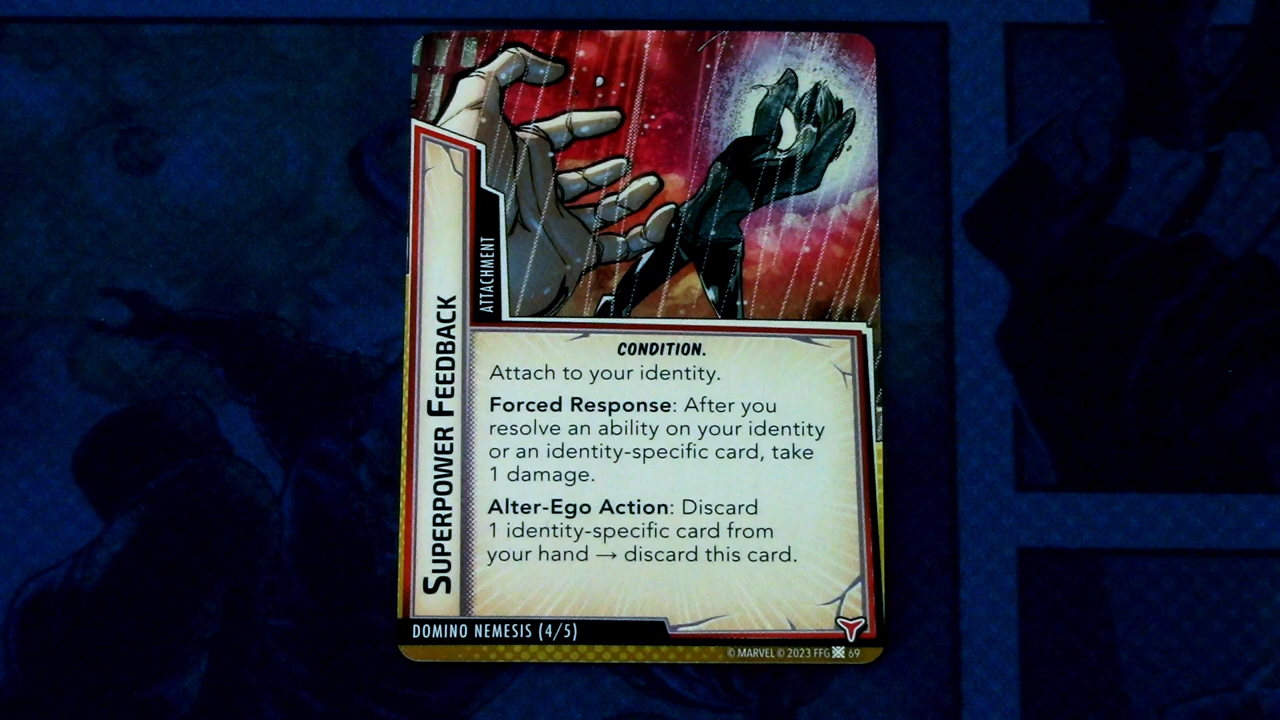 SUPERPOWER FEEDBACK
ATTACHMENT
CONDITION.
Attach to your identity.
Forced Response: After you
resolve an ability on your identity
or an identity-specific card, take
1 damage.
Alter-Ego Action: Discard
1 identity-specific card from
your hand → discard this card.
DOMINO NEMESIS (4/5)
© MARVEL © 2023 FFG 69